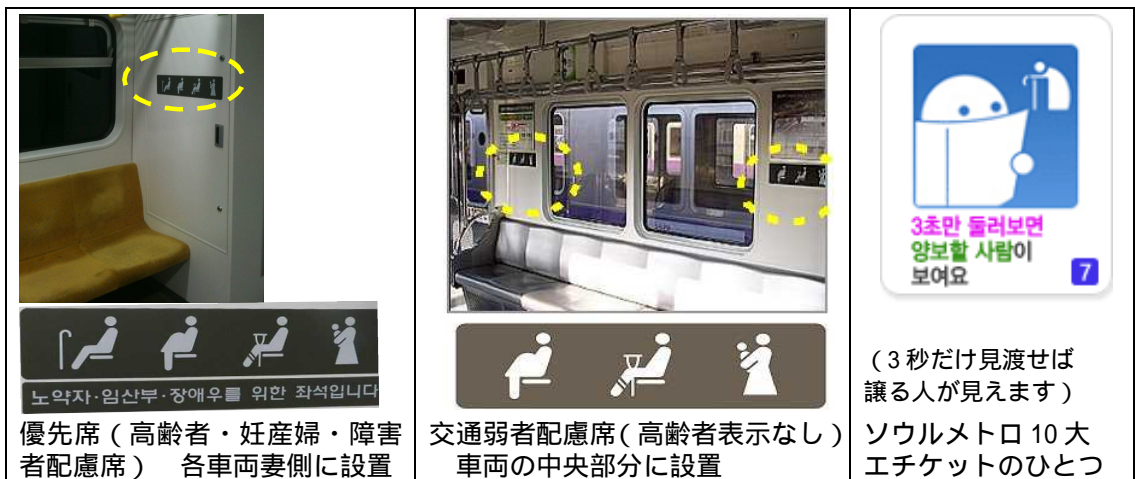 노약자·임산부·장애우를 위한 좌석입니다
優先席（高齢者・妊産婦・障害
者配慮席）　各車両妻側に設置
交通弱者配慮席（高齢者表示なし）
車両の中央部分に設置
3초만 둘러보면
양보할 사람이
보여요
7
（3 秒だけ見渡せば
譲る人が見えます）
ソウルメトロ 10 大
エチケットのひとつ